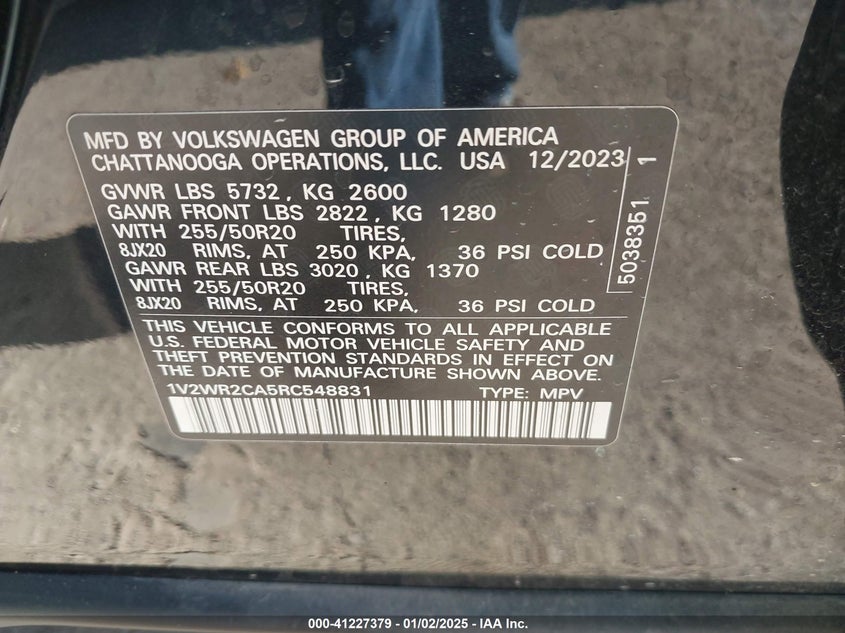 MFD BY VOLKSWAGEN GROUP OF AMERICA
CHATTANOOGA OPERATIONS, LLC. USA 12/2023
GVWR LBS 5732, KG 2600
GAWR FRONT LBS 2822, KG 1280
WITH 255/50R20 TIRES,
8JX20 RIMS, AT 250 KPA, 36 PSI COLD
GAWR REAR LBS 3020, KG 1370
WITH 255/50R20 TIRES,
8JX20 RIMS, AT 250 KPA, 36 PSI COLD
5038351 1
THIS VEHICLE CONFORMS TO ALL APPLICABLE
U.S. FEDERAL MOTOR VEHICLE SAFETY AND
THEFT PREVENTION STANDARDS IN EFFECT ON
THE DATE OF MANUFACTURE SHOWN ABOVE.
1V2WR2CA5RC548831 TYPE: MPV
000-41227379 - 01/02/2025 - IAA Inc.